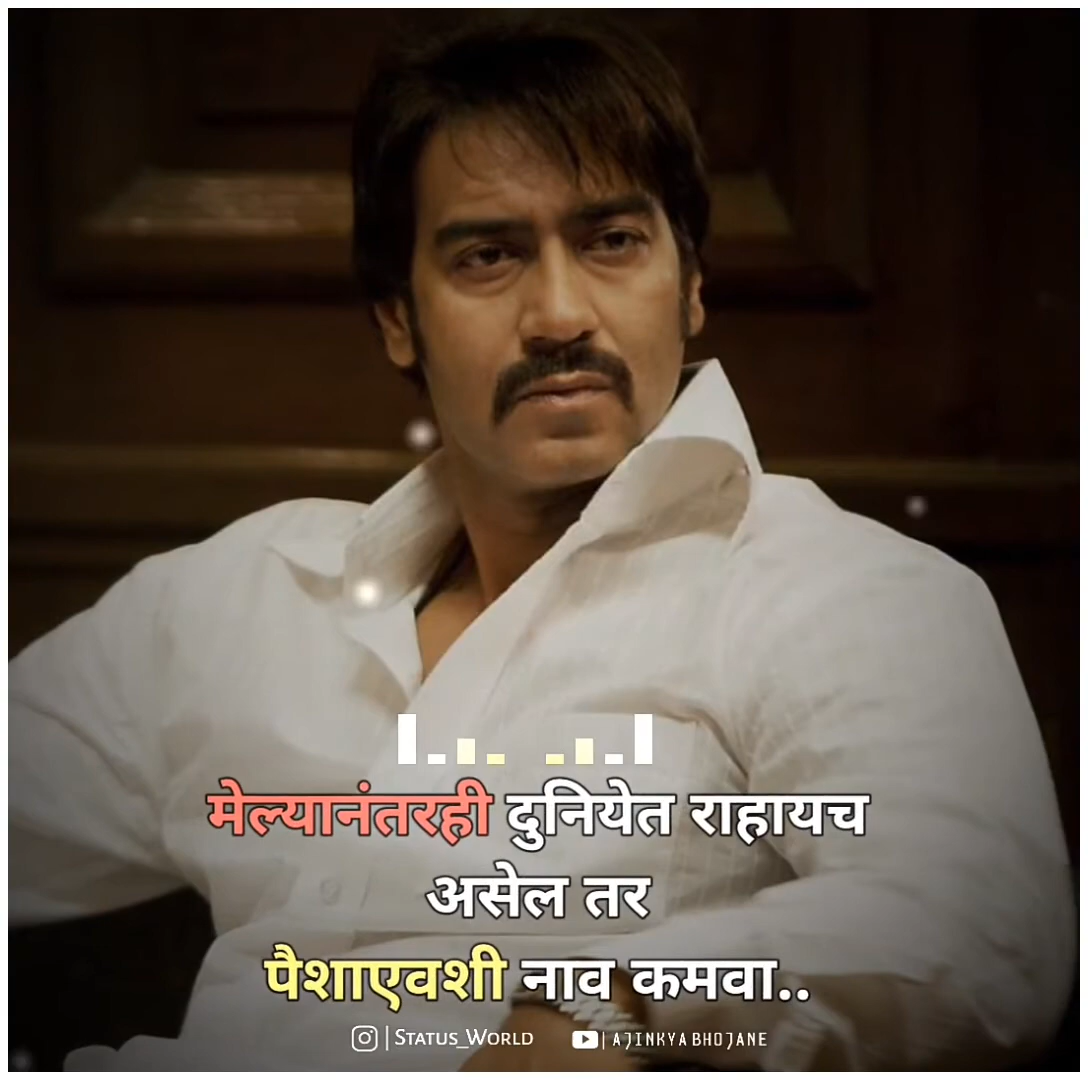 मेल्यानंतरही दुनियेत राहायच
असेल तर
पैशाएवशी नाव कमवा..
| STATUS_WORLD | AJINKYA BHOJANE